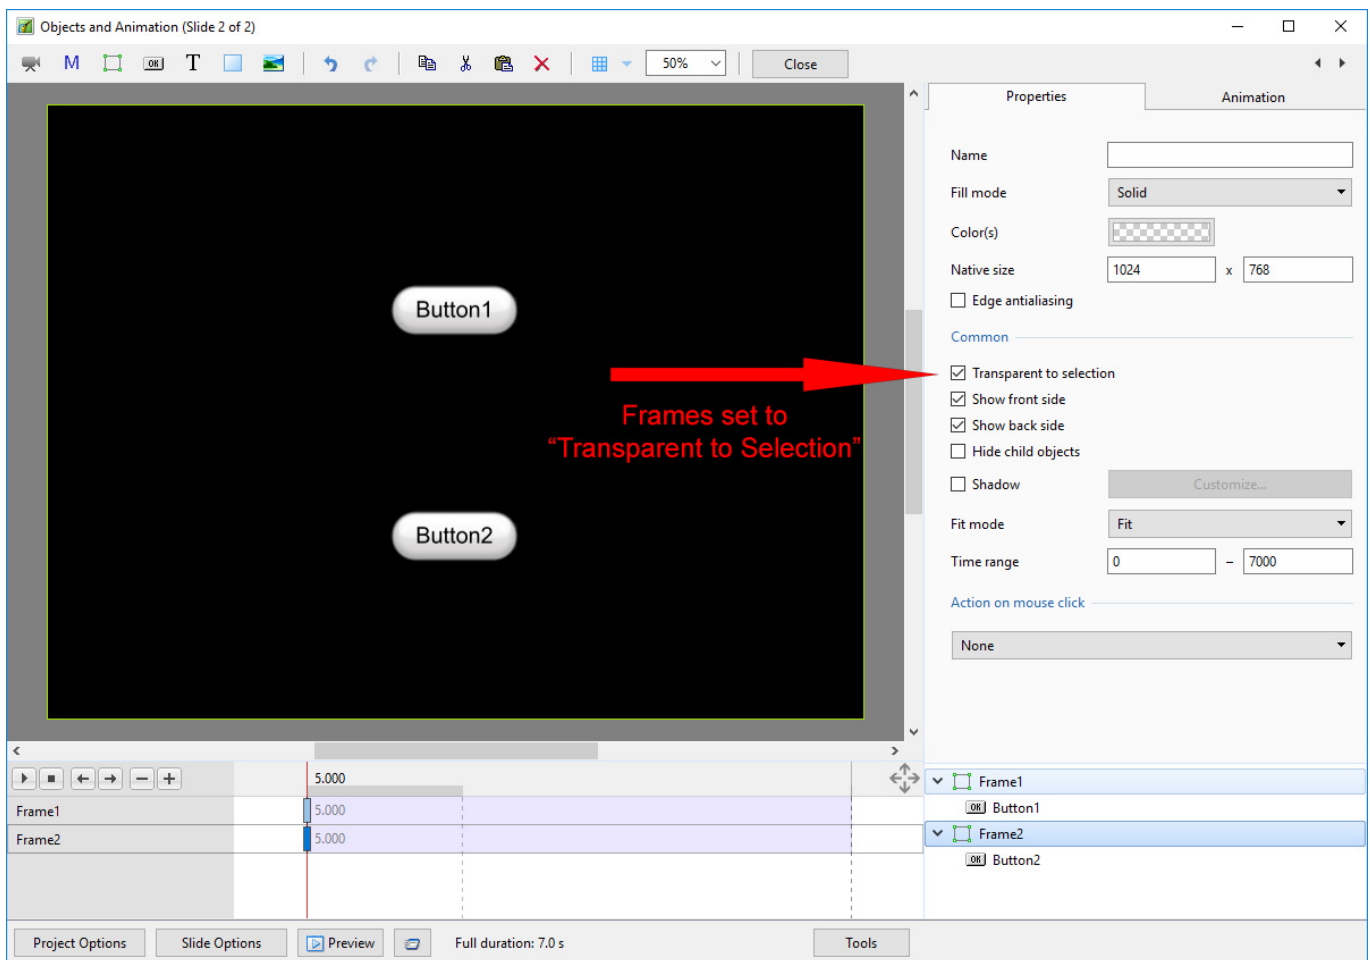 Objects and Animation (Slide 2 of 2)
M
OK
T
50%
Close
Properties
Animation
Name
Fill mode
Solid
Color(s)
Native size
1024
x
768
Edge antialiasing
Common
Transparent to selection
Show front side
Show back side
Hide child objects
Shadow
Customize...
Fit mode
Fit
Time range
0
–
7000
Action on mouse click
None
Button1
Frames set to
“Transparent to Selection”
Button2
5.000
Frame1
5.000
Frame2
5.000
Frame1
OK Button1
Frame2
OK Button2
Project Options
Slide Options
Preview
Full duration: 7.0 s
Tools